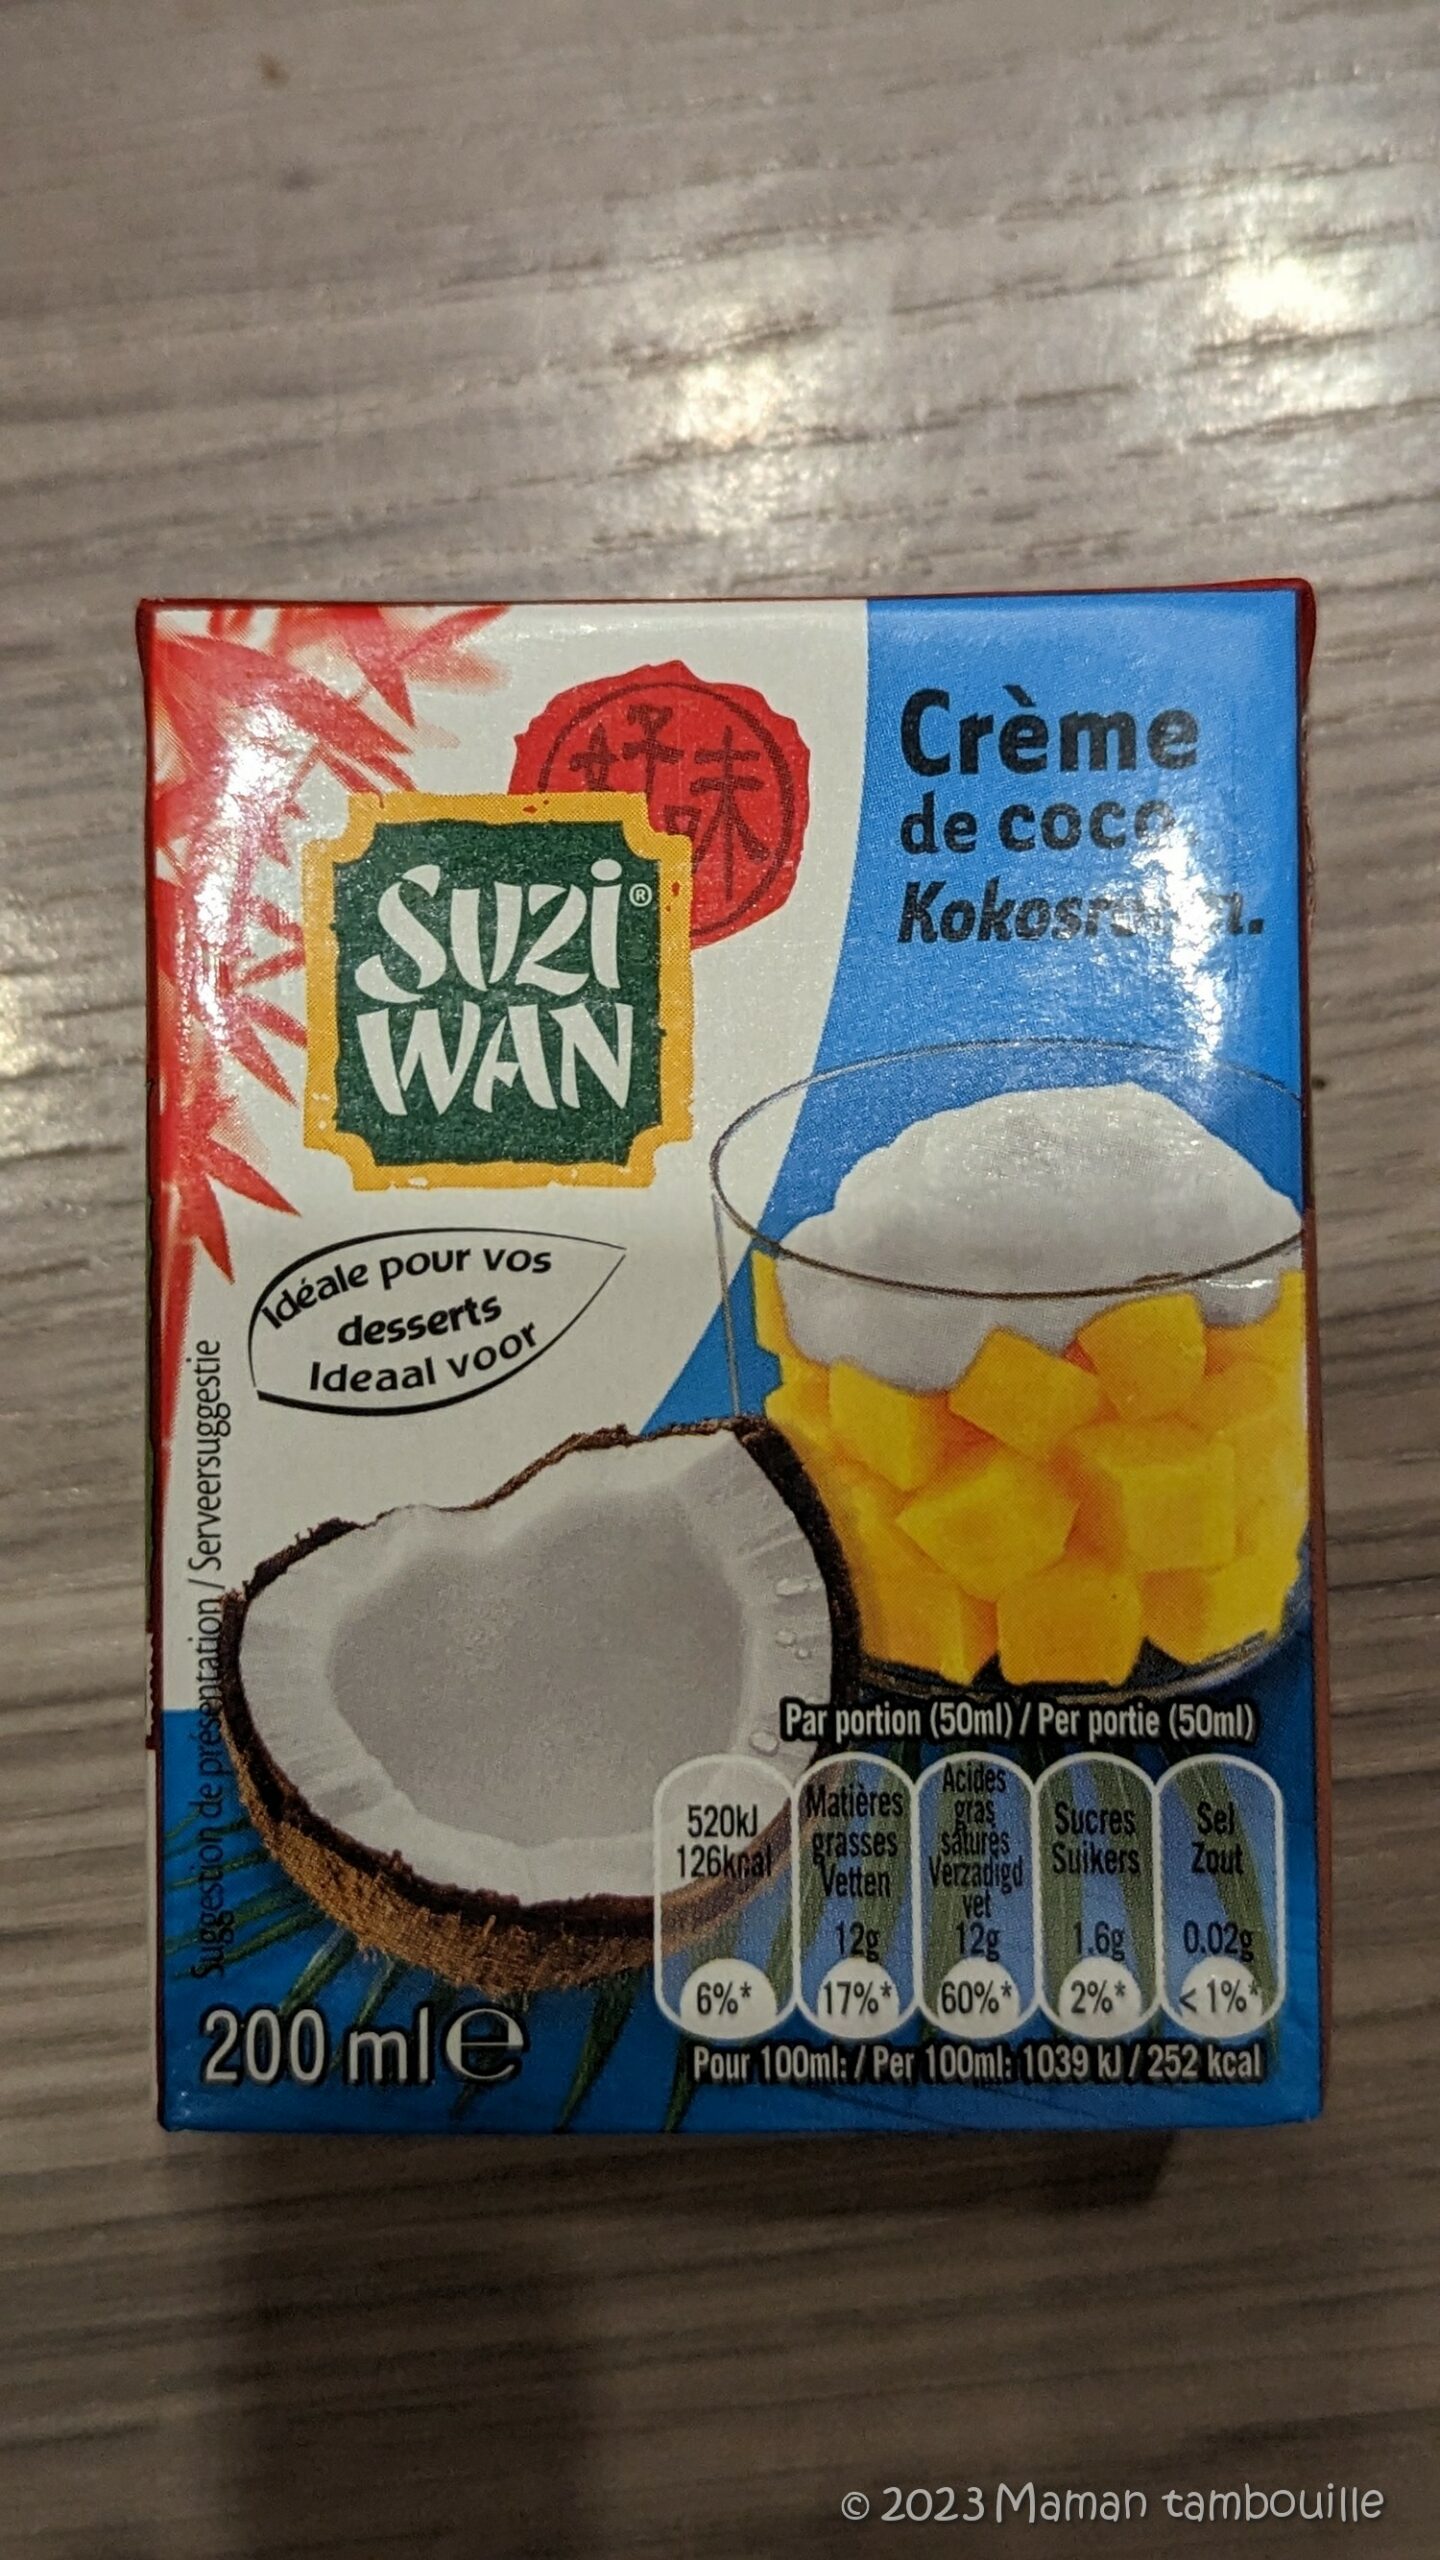 好味
SUZI®
WAN
Crème
de coco.
Idéale pour vos
desserts
Ideaal voor
Suggestion de présentation / Serveersuggestie
Par portion (50ml) / Per portie (50ml)
520kJ
126kcal
6%*
Matières
grasses
Vetten
12g
17%*
Acides
gras
saturés
Verzadigd
vet
12g
60%*
Sucres
Suikers
1.6g
2%*
Sel
Zout
0.02g
<1%*
200 ml e
Pour 100ml: / Per 100ml: 1039 kJ / 252 kcal
© 2023 Maman tambouille